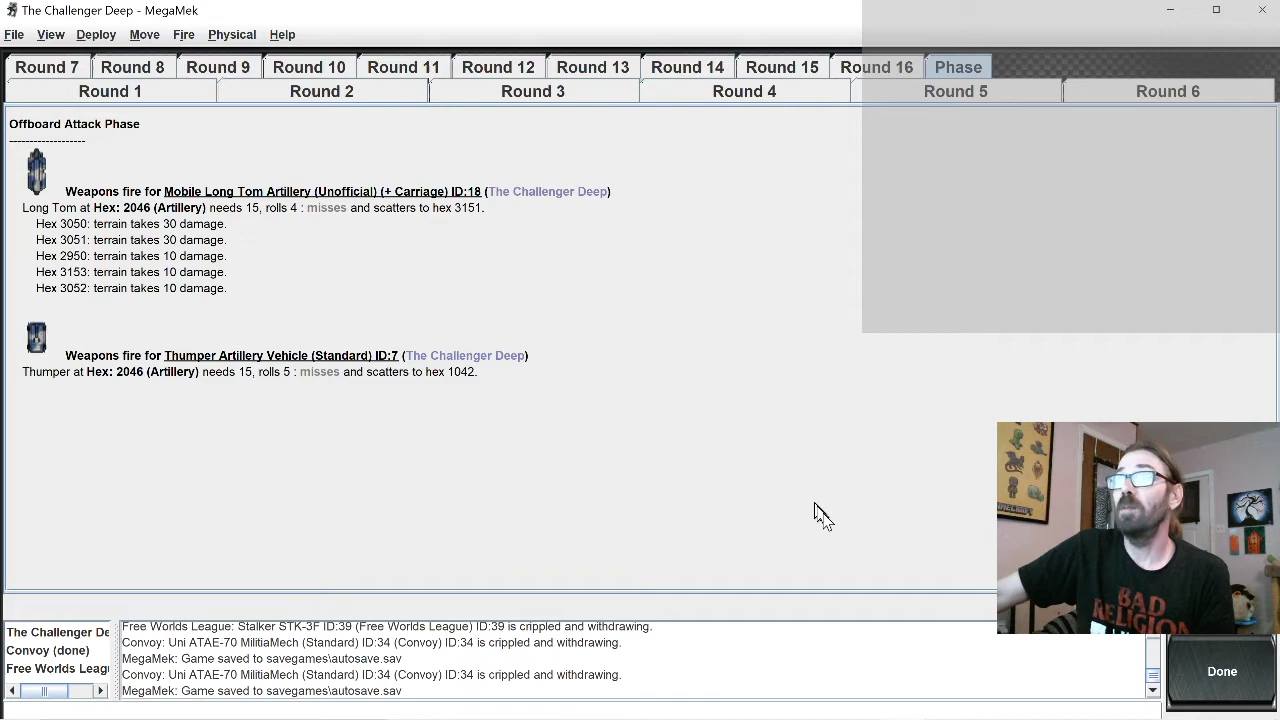 The Challenger Deep - MegaMek
File View Deploy Move Fire Physical Help
Round 7 Round 8 Round 9 Round 10 Round 11 Round 12 Round 13 Round 14 Round 15 Round 16 Phase
Round 1 Round 2 Round 3 Round 4 Round 5 Round 6
Offboard Attack Phase
-------------------
Weapons fire for Mobile Long Tom Artillery (Unofficial) (+ Carriage) ID:18 (The Challenger Deep)
Long Tom at Hex: 2046 (Artillery) needs 15, rolls 4 : misses and scatters to hex 3151.
Hex 3050: terrain takes 30 damage.
Hex 3051: terrain takes 30 damage.
Hex 2950: terrain takes 10 damage.
Hex 3153: terrain takes 10 damage.
Hex 3052: terrain takes 10 damage.
Weapons fire for Thumper Artillery Vehicle (Standard) ID:7 (The Challenger Deep)
Thumper at Hex: 2046 (Artillery) needs 15, rolls 5 : misses and scatters to hex 1042.
MINECRAFT
BAD
RELIGION
The Challenger De
Convoy (done)
Free Worlds Leag
Free Worlds League: Stalker STK-3F ID:39 (Free Worlds League) ID:39 is crippled and withdrawing.
Convoy: Uni ATAE-70 MilitiaMech (Standard) ID:34 (Convoy) ID:34 is crippled and withdrawing.
MegaMek: Game saved to savegames\autosave.sav
Convoy: Uni ATAE-70 MilitiaMech (Standard) ID:34 (Convoy) ID:34 is crippled and withdrawing.
MegaMek: Game saved to savegames\autosave.sav
Done